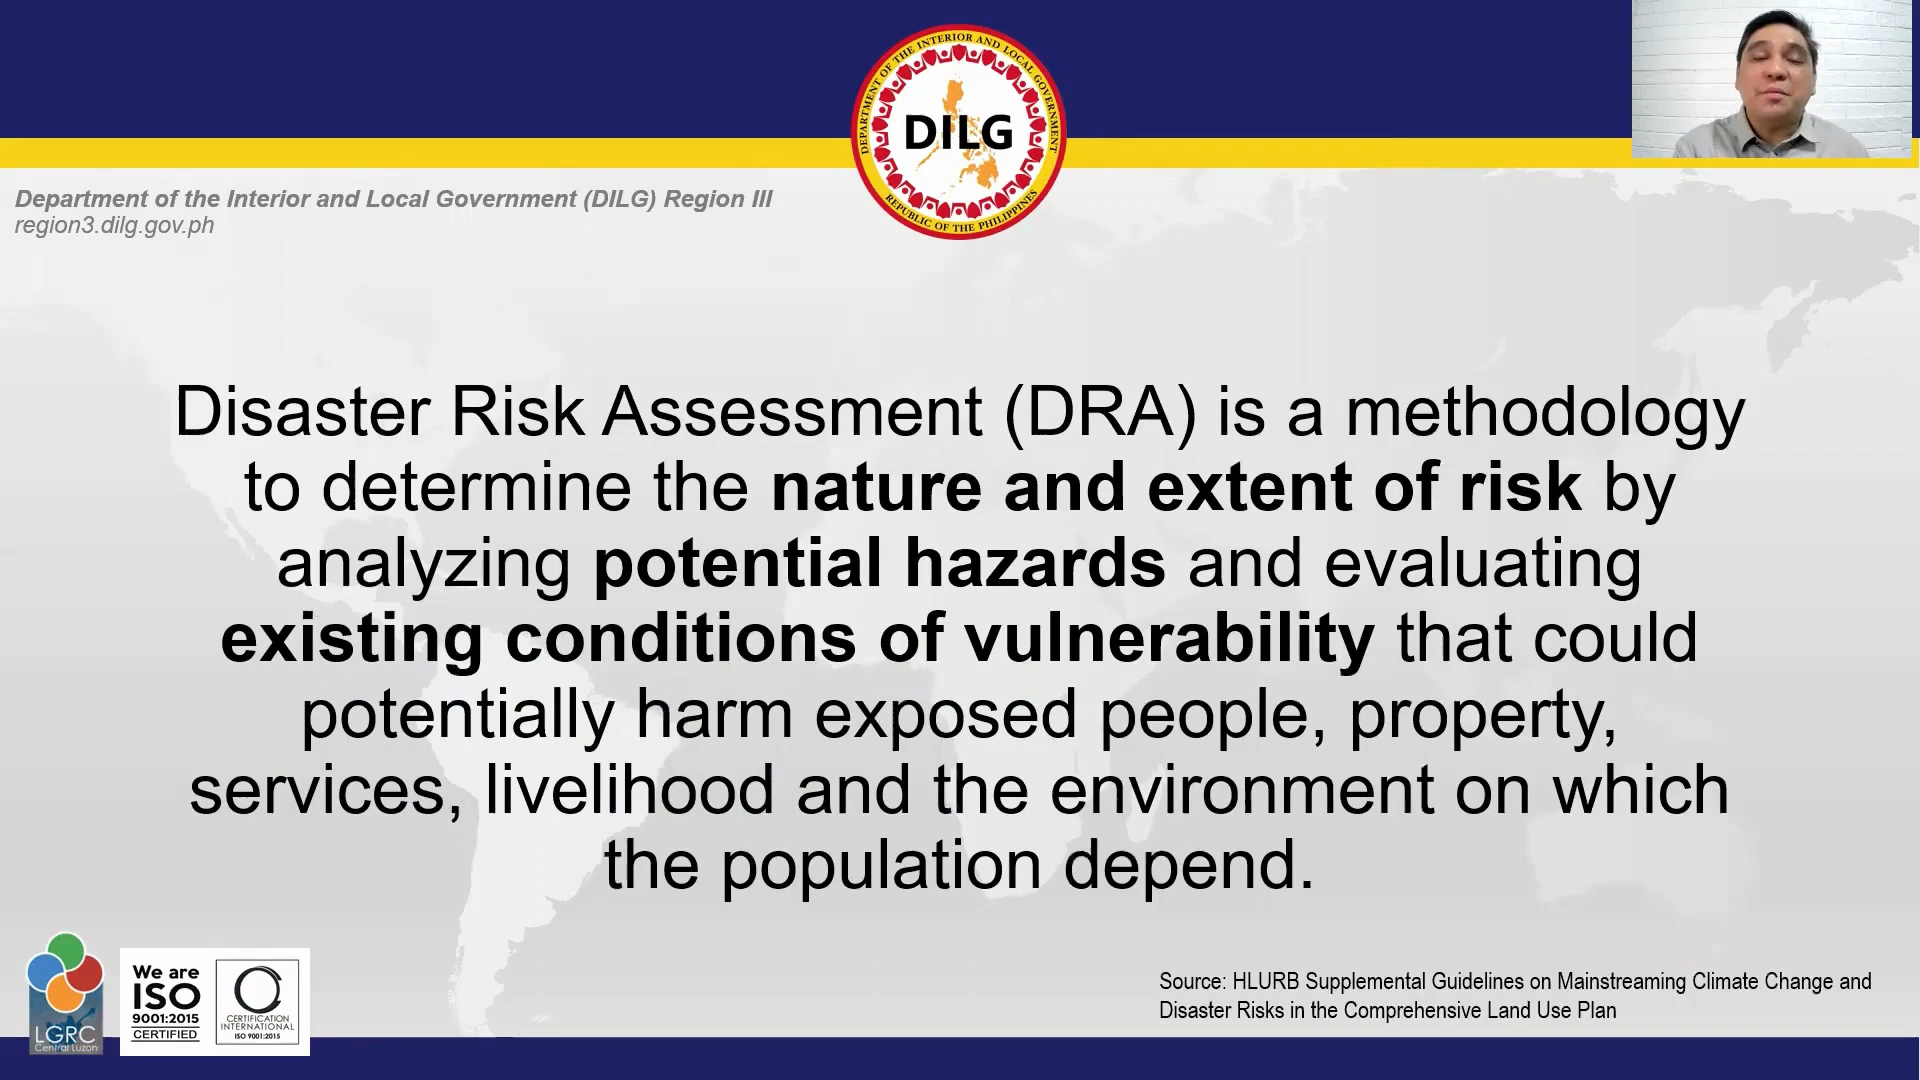 DEPARTMENT OF THE INTERIOR AND LOCAL GOVERNMENT
DILG
REPUBLIC OF THE PHILIPPINES
Department of the Interior and Local Government (DILG) Region III
region3.dilg.gov.ph
Disaster Risk Assessment (DRA) is a methodology
to determine the nature and extent of risk by
analyzing potential hazards and evaluating
existing conditions of vulnerability that could
potentially harm exposed people, property,
services, livelihood and the environment on which
the population depend.
LGRC
Central Luzon
We are
ISO
9001:2015
CERTIFIED
CERTIFICATION
INTERNATIONAL
ISO 9001:2015
Source: HLURB Supplemental Guidelines on Mainstreaming Climate Change and
Disaster Risks in the Comprehensive Land Use Plan